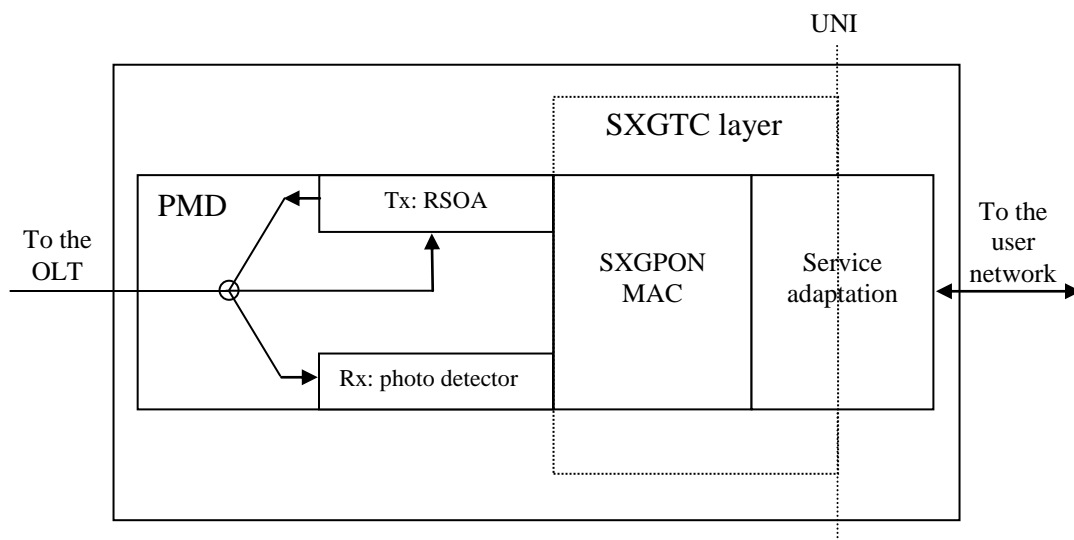 UNI
SXGTC layer
PMD
Tx: RSOA
To the
OLT
SXGPON
MAC
Service
adaptation
To the
user
network
Rx: photo detector